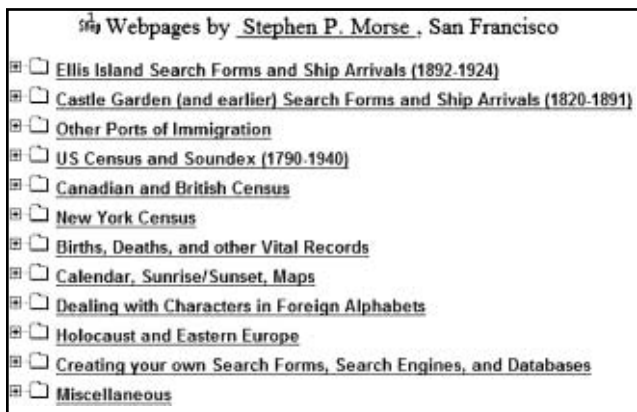 Webpages by Stephen P. Morse, San Francisco
Ellis Island Search Forms and Ship Arrivals (1892-1924)
Castle Garden (and earlier) Search Forms and Ship Arrivals (1820-1891)
Other Ports of Immigration
US Census and Soundex (1790-1940)
Canadian and British Census
New York Census
Births, Deaths, and other Vital Records
Calendar, Sunrise/Sunset, Maps
Dealing with Characters in Foreign Alphabets
Holocaust and Eastern Europe
Creating your own Search Forms, Search Engines, and Databases
Miscellaneous